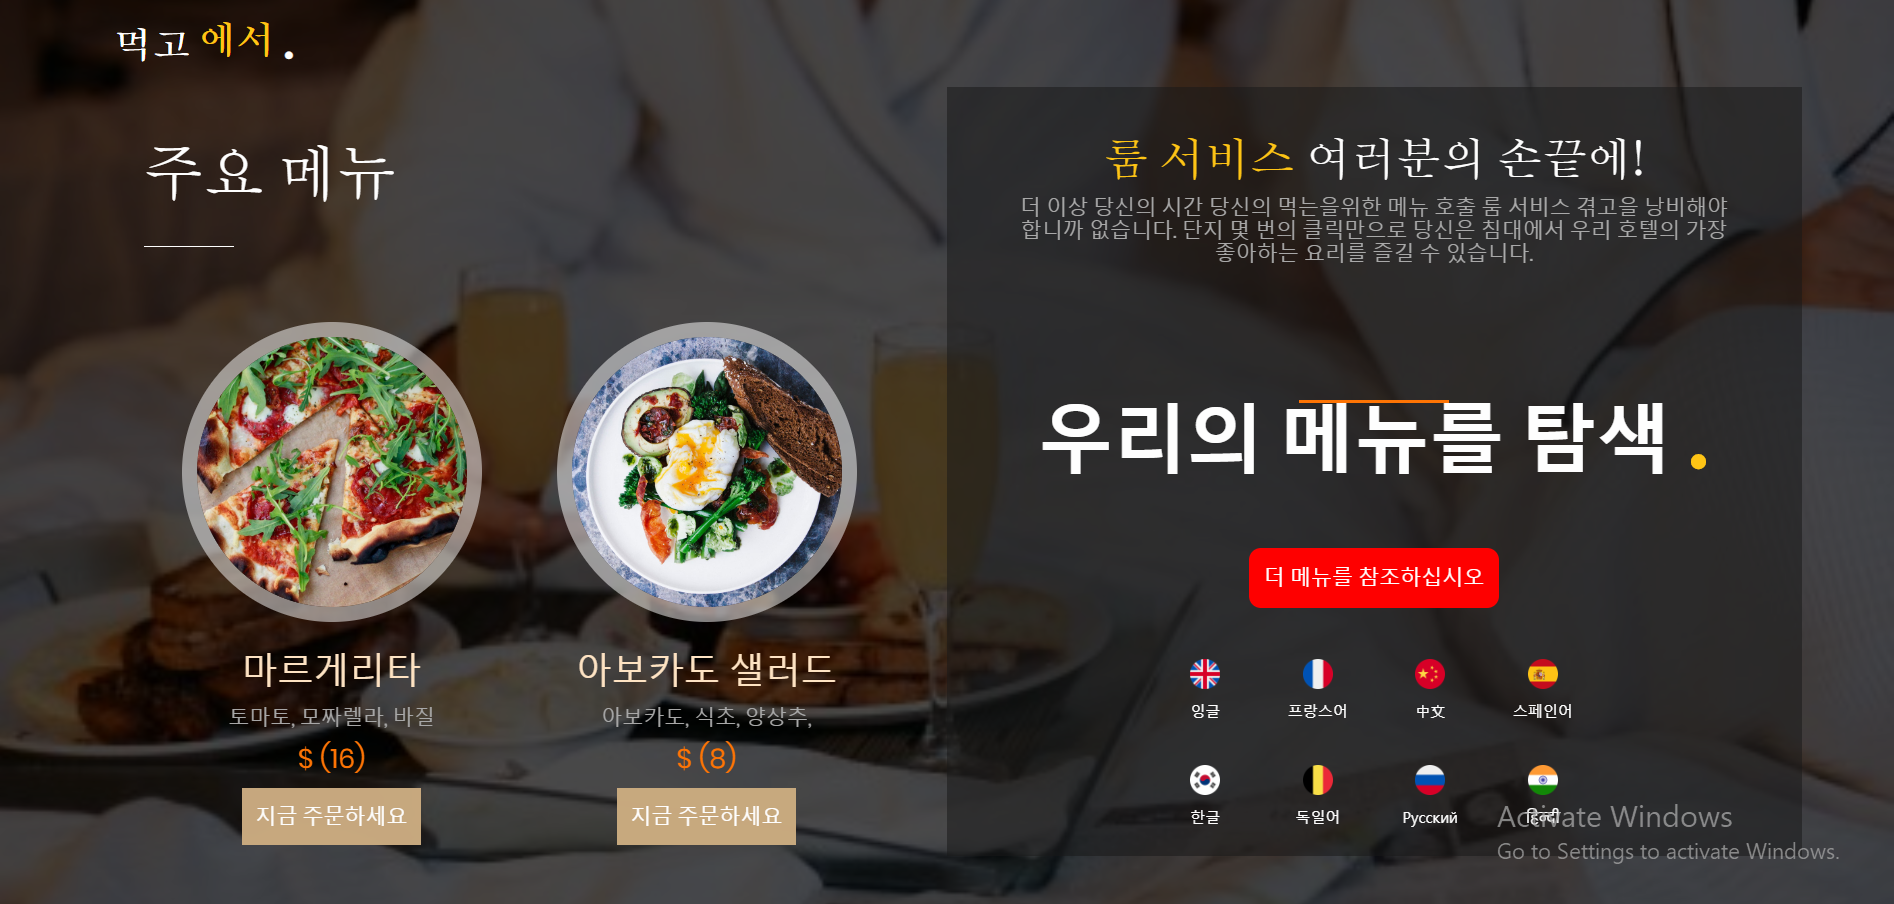 먹고 에서 .
주요 메뉴
마르게리타
토마토, 모짜렐라, 바질
$ (16)
지금 주문하세요
아보카도 샐러드
아보카도, 식초, 양상추,
$ (8)
지금 주문하세요
룸 서비스 여러분의 손끝에!
더 이상 당신의 시간 당신의 먹는을위한 메뉴 호출 룸 서비스 겪고을 낭비해야
합니까 없습니다. 단지 몇 번의 클릭만으로 당신은 침대에서 우리 호텔의 가장
좋아하는 요리를 즐길 수 있습니다.
우리의 메뉴를 탐색 .
더 메뉴를 참조하십시오
잉글
프랑스어
中文
스페인어
한글
독일어
Русский
हिन्दी
Activate Windows
Go to Settings to activate Windows.